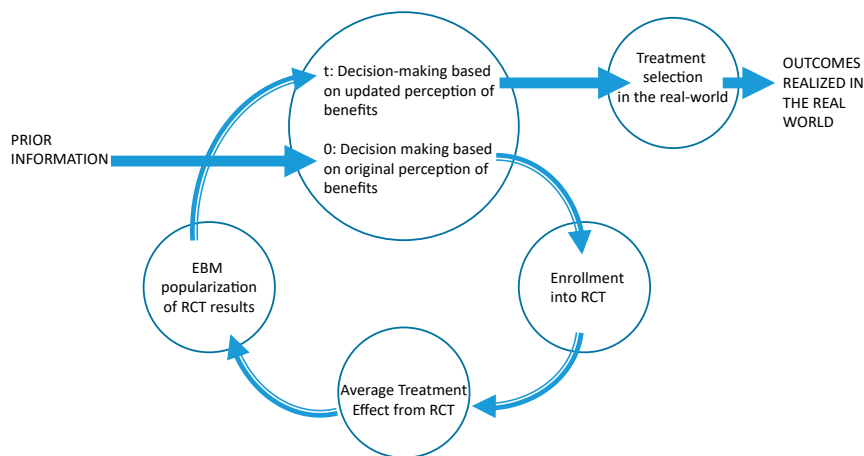 t: Decision-making based
on updated perception of
benefits
Treatment
selection
in the real-world
OUTCOMES
REALIZED IN
THE REAL
WORLD
PRIOR
INFORMATION
0: Decision making based
on original perception of
benefits
EBM
popularization
of RCT results
Enrollment
into RCT
Average Treatment
Effect from RCT